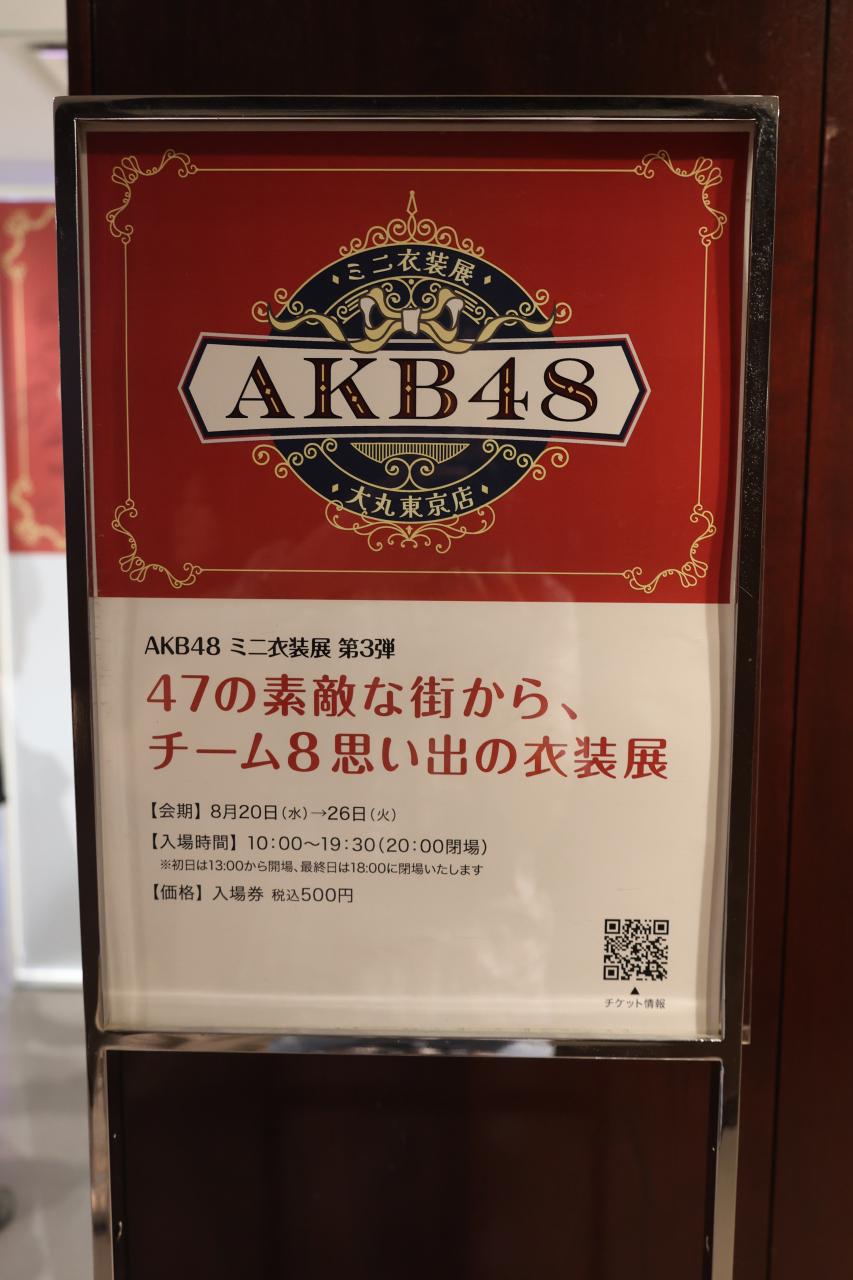 ミニ衣装展
AKB48
大丸東京店
AKB48 ミニ衣装展 第3弾
47の素敵な街から、
チーム8 思い出の衣装展
【会期】8月20日(水)→26日(火)
【入場時間】10:00〜19:30(20:00閉場)
※初日は13:00から開場、最終日は18:00に閉場いたします
【価格】入場券 税込500円
▲
チケット情報